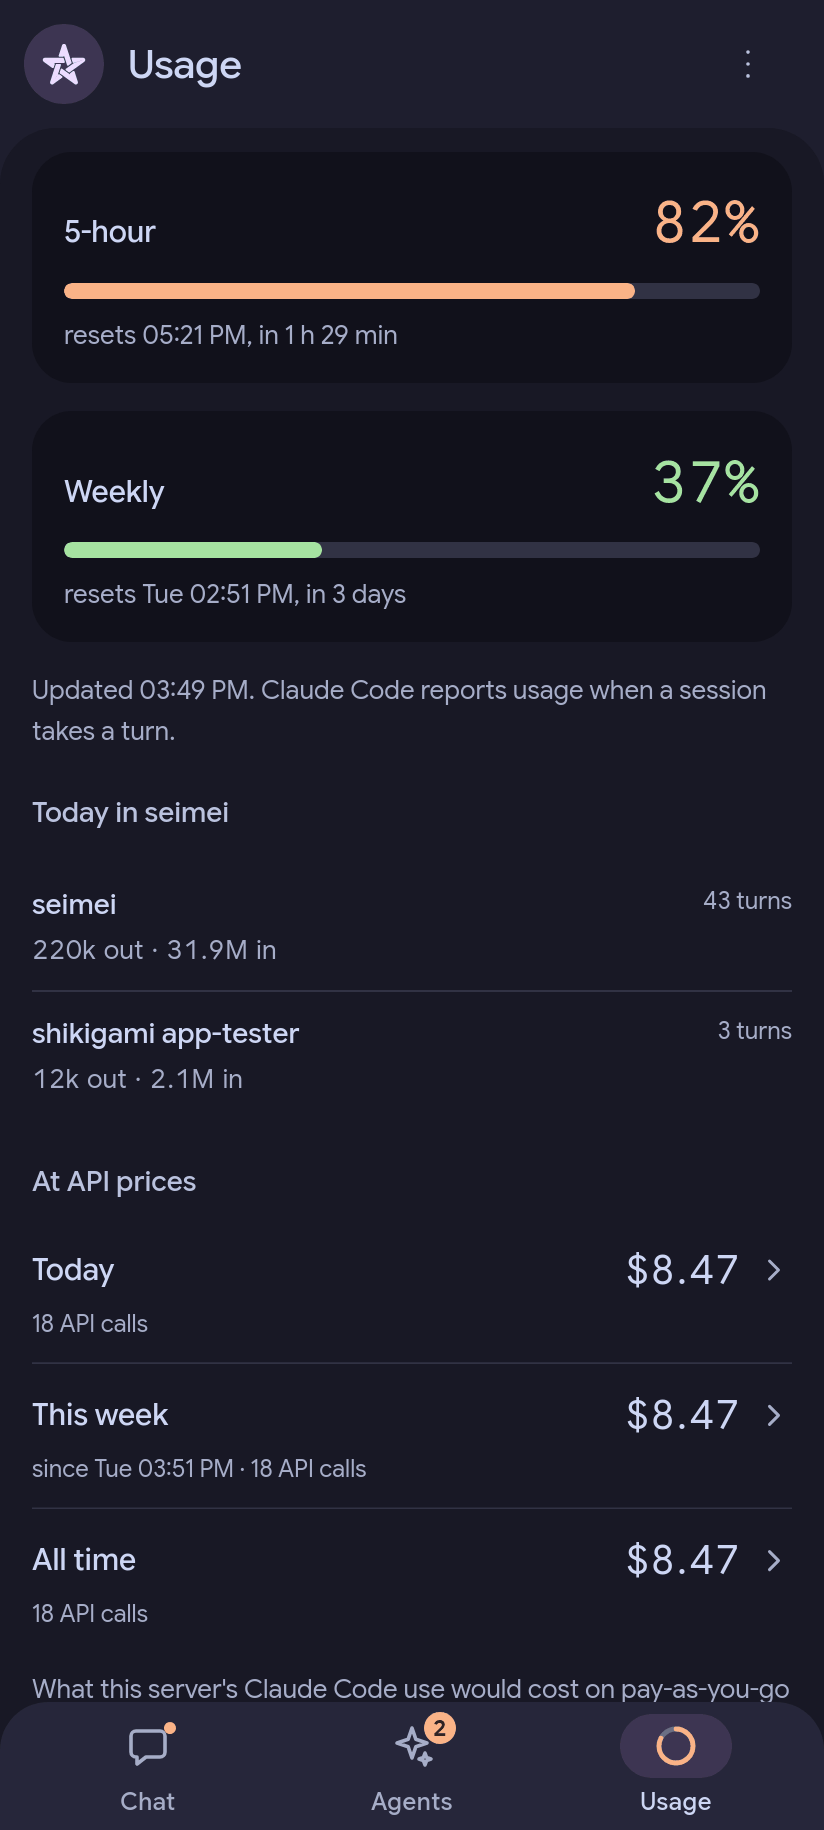 Usage
5-hour
82%
resets 05:21 PM, in 1 h 29 min
Weekly
37%
resets Tue 02:51 PM, in 3 days
Updated 03:49 PM. Claude Code reports usage when a session
takes a turn.
Today in seimei
seimei
43 turns
220k out · 31.9M in
shikigami app-tester
3 turns
12k out · 2.1M in
At API prices
Today
$8.47
18 API calls
This week
$8.47
since Tue 03:51 PM · 18 API calls
All time
$8.47
18 API calls
What this server's Claude Code use would cost on pay-as-you-go
2
Chat
Agents
Usage